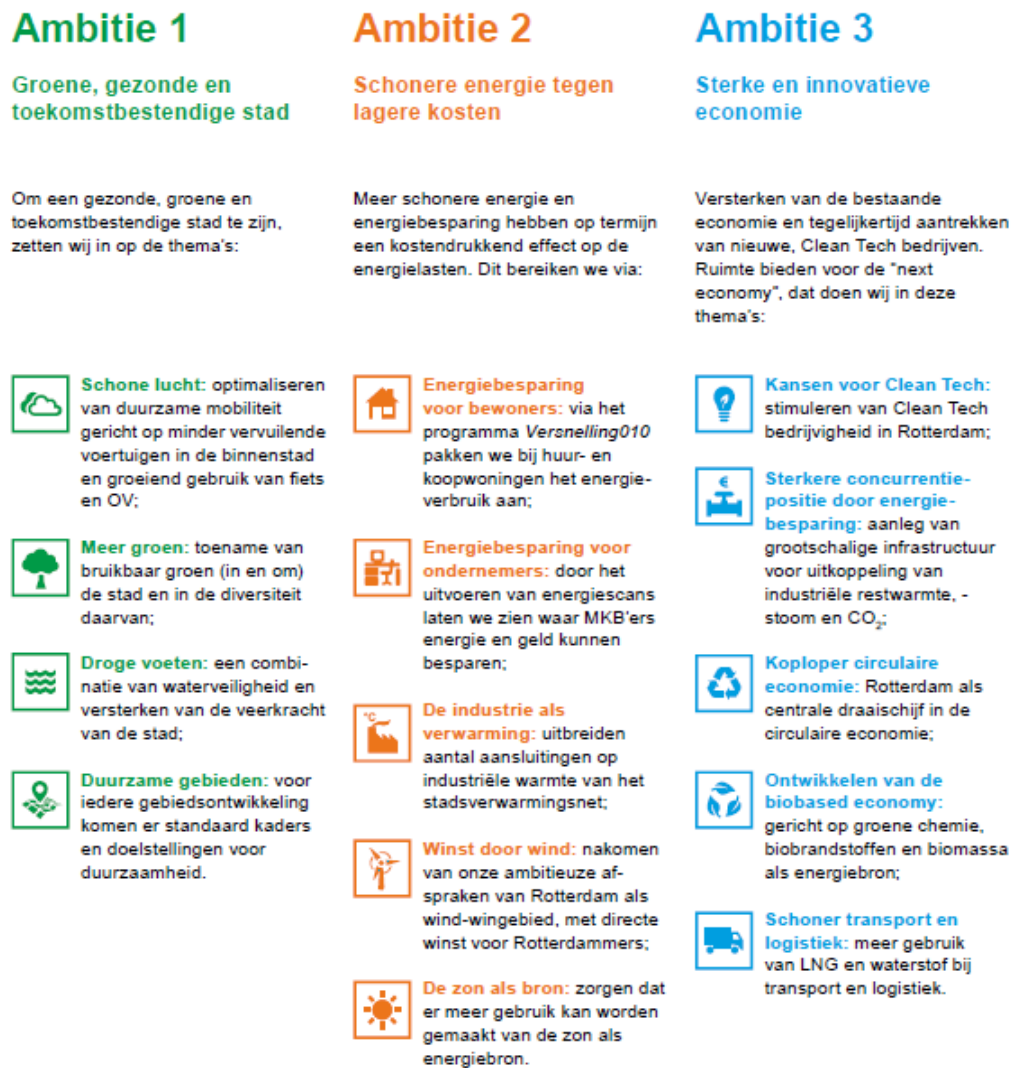 Ambitie 1
Groene, gezonde en
toekomstbestendige stad
Om een gezonde, groene en
toekomstbestendige stad te zijn,
zetten wij in op de thema's:
Schone lucht: optimaliseren
van duurzame mobiliteit
gericht op minder vervuilende
voertuigen in de binnenstad
en groeiend gebruik van fiets
en OV;
Meer groen: toename van
bruikbaar groen (in en om)
de stad en in de diversiteit
daarvan;
Droge voeten: een combi-
natie van waterveiligheid en
versterken van de veerkracht
van de stad;
Duurzame gebieden: voor
iedere gebiedsontwikkeling
komen er standaard kaders
en doelstellingen voor
duurzaamheid.
Ambitie 2
Schonere energie tegen
lagere kosten
Meer schonere energie en
energiebesparing hebben op termijn
een kostendrukkend effect op de
energielasten. Dit bereiken we via:
Energiebesparing
voor bewoners: via het
programma Versnelling010
pakken we bij huur- en
koopwoningen het energie-
verbruik aan;
Energiebesparing voor
ondernemers: door het
uitvoeren van energiescans
laten we zien waar MKB'ers
energie en geld kunnen
besparen;
°C
De industrie als
verwarming: uitbreiden
aantal aansluitingen op
industriële warmte van het
stadsverwarmingsnet;
Winst door wind: nakomen
van onze ambitieuze af-
spraken van Rotterdam als
wind-wingebied, met directe
winst voor Rotterdammers;
De zon als bron: zorgen dat
er meer gebruik kan worden
gemaakt van de zon als
energiebron.
Ambitie 3
Sterke en innovatieve
economie
Versterken van de bestaande
economie en tegelijkertijd aantrekken
van nieuwe, Clean Tech bedrijven.
Ruimte bieden voor de "next
economy", dat doen wij in deze
thema's:
Kansen voor Clean Tech:
stimuleren van Clean Tech
bedrijvigheid in Rotterdam;
€
Sterkere concurrentie-
positie door energie-
besparing: aanleg van
grootschalige infrastructuur
voor uitkoppeling van
industriële restwarmte, -
stoom en CO₂;
Koploper circulaire
economie: Rotterdam als
centrale draaischijf in de
circulaire economie;
Ontwikkelen van de
biobased economy:
gericht op groene chemie,
biobrandstoffen en biomassa
als energiebron;
Schoner transport en
logistiek: meer gebruik
van LNG en waterstof bij
transport en logistiek.